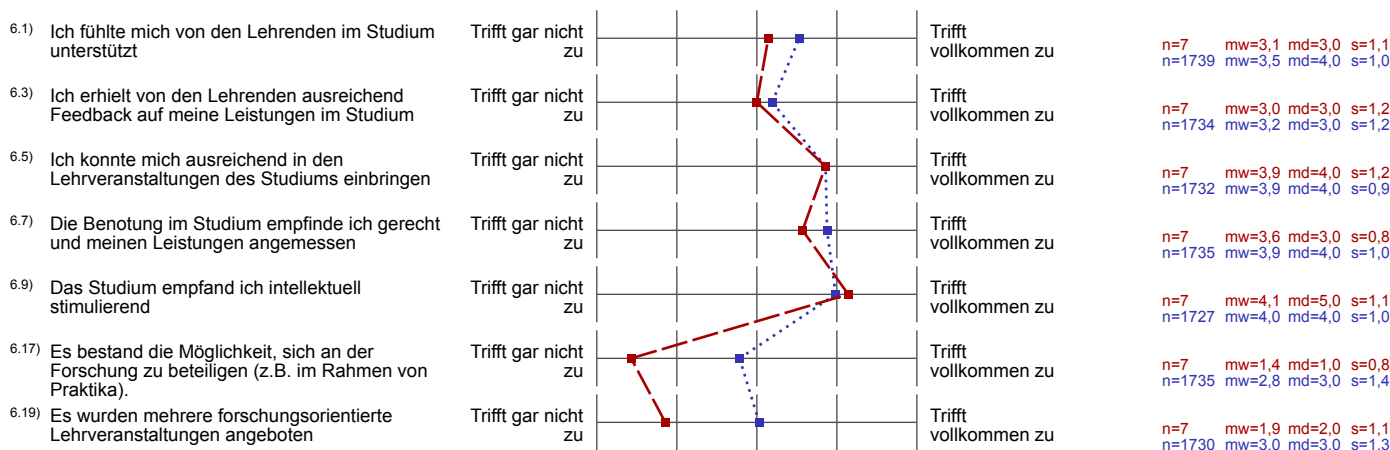 6.1) Ich fühlte mich von den Lehrenden im Studium
unterstützt
Trifft gar nicht
zu
Trifft
vollkommen zu
n=7 mw=3,1 md=3,0 s=1,1
n=1739 mw=3,5 md=4,0 s=1,0
6.3) Ich erhielt von den Lehrenden ausreichend
Feedback auf meine Leistungen im Studium
Trifft gar nicht
zu
Trifft
vollkommen zu
n=7 mw=3,0 md=3,0 s=1,2
n=1734 mw=3,2 md=3,0 s=1,2
6.5) Ich konnte mich ausreichend in den
Lehrveranstaltungen des Studiums einbringen
Trifft gar nicht
zu
Trifft
vollkommen zu
n=7 mw=3,9 md=4,0 s=1,2
n=1732 mw=3,9 md=4,0 s=0,9
6.7) Die Benotung im Studium empfinde ich gerecht
und meinen Leistungen angemessen
Trifft gar nicht
zu
Trifft
vollkommen zu
n=7 mw=3,6 md=3,0 s=0,8
n=1735 mw=3,9 md=4,0 s=1,0
6.9) Das Studium empfand ich intellektuell
stimulierend
Trifft gar nicht
zu
Trifft
vollkommen zu
n=7 mw=4,1 md=5,0 s=1,1
n=1727 mw=4,0 md=4,0 s=1,0
6.17) Es bestand die Möglichkeit, sich an der
Forschung zu beteiligen (z.B. im Rahmen von
Praktika).
Trifft gar nicht
zu
Trifft
vollkommen zu
n=7 mw=1,4 md=1,0 s=0,8
n=1735 mw=2,8 md=3,0 s=1,4
6.19) Es wurden mehrere forschungsorientierte
Lehrveranstaltungen angeboten
Trifft gar nicht
zu
Trifft
vollkommen zu
n=7 mw=1,9 md=2,0 s=1,1
n=1730 mw=3,0 md=3,0 s=1,3